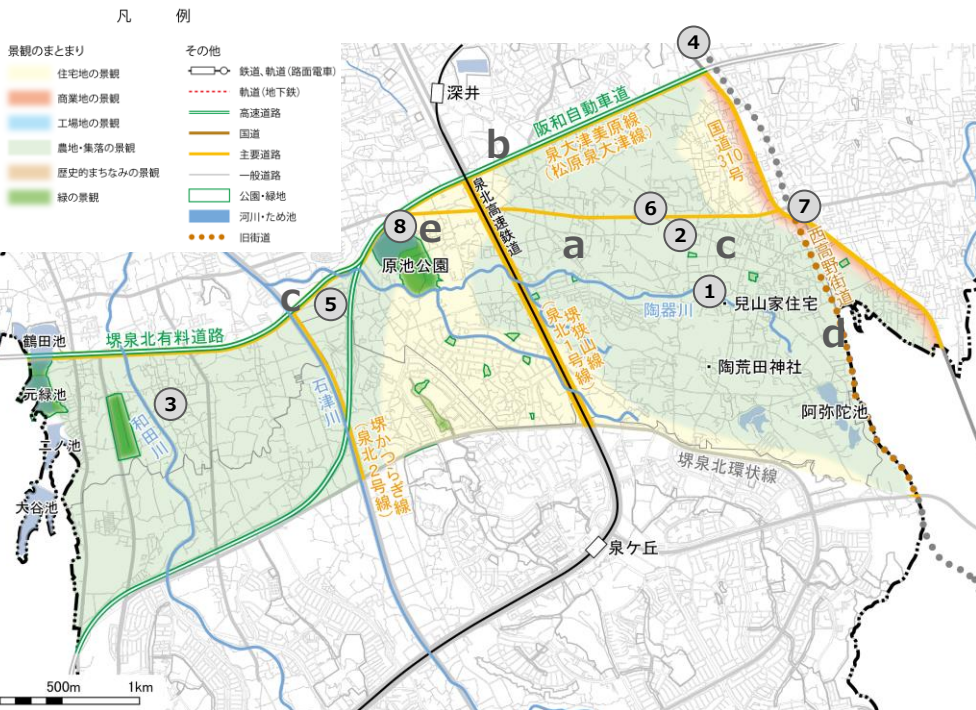 凡 例
景観のまとまり
住宅地の景観
商業地の景観
工場地の景観
農地・集落の景観
歴史的まちなみの景観
緑の景観
その他
鉄道、軌道（路面電車）
軌道（地下鉄）
高速道路
国道
主要道路
一般道路
公園・緑地
河川・ため池
旧街道
4
深井
阪和自動車道
b
泉大津美原線
（松原泉大津線）
国道310号
泉北高速鉄道
8
e
6
2
7
a
c
原池公園
西高野街道
1
兒山家住宅
陶器川
c
5
堺泉北有料道路
鶴田池
堺狭山線
（泉北1号線）
d
陶荒田神社
元緑池
3
和田川
石津川
阿弥陀池
二ノ池
堺かつらぎ線
（泉北2号線）
堺泉北環状線
大谷池
泉ケ丘
500m
1km